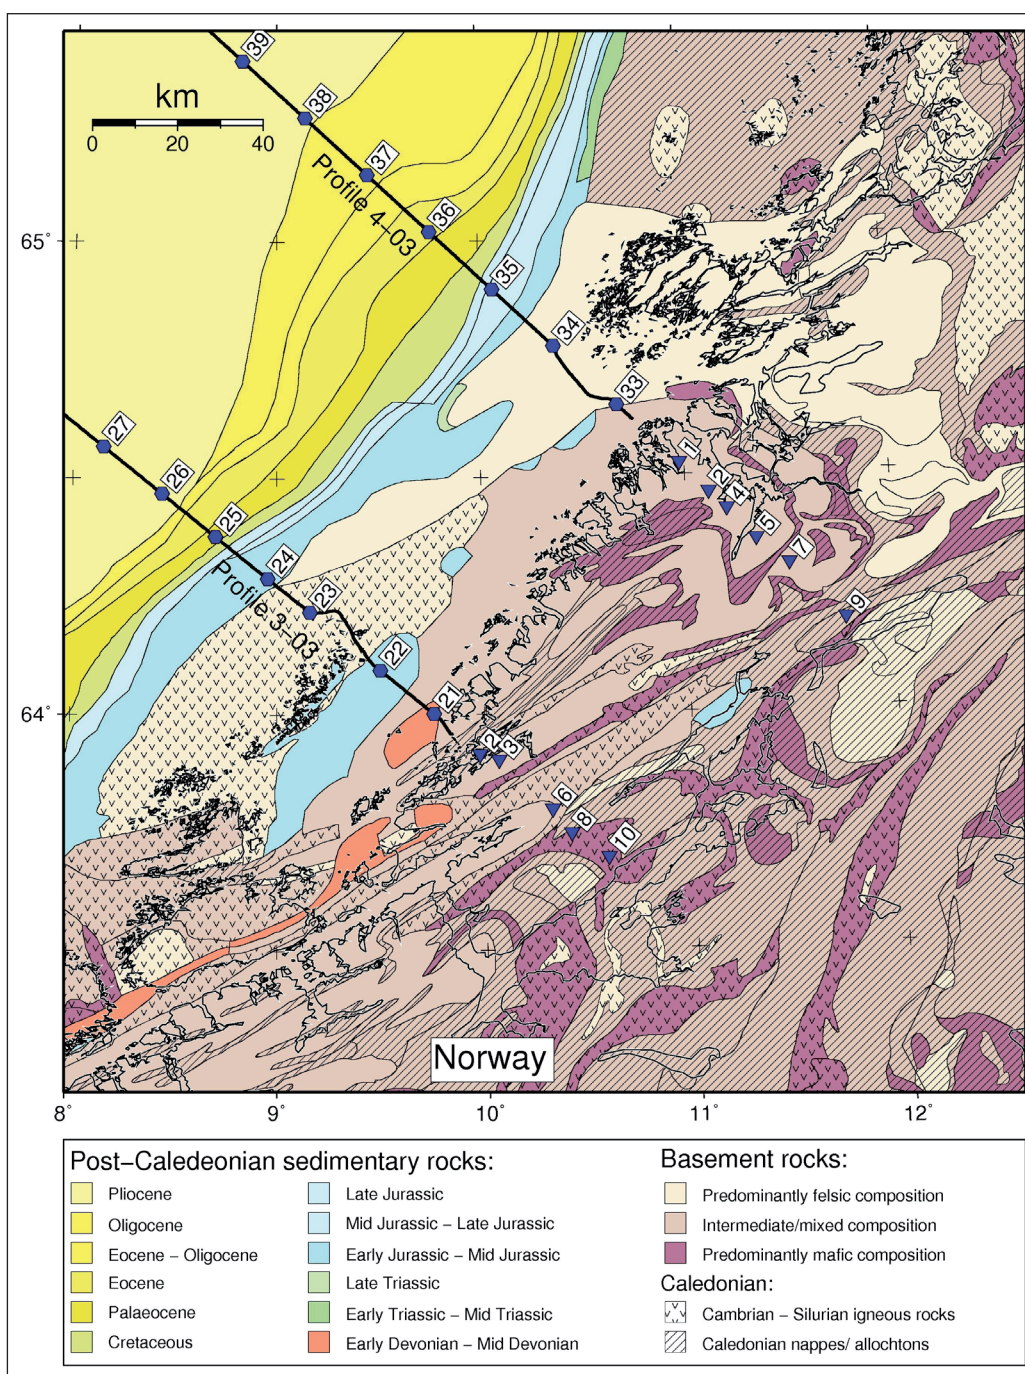 39
km
38
0 20 40
37
Profile 4–03
36
65°
35
34
33
27
1
26
2
4
25
5
24
7
Profile 3–03
23
9
22
64°
21
2
3
6
8
10
Norway
8° 9° 10° 11° 12°
Post–Caledeonian sedimentary rocks:
Pliocene
Oligocene
Eocene – Oligocene
Eocene
Palaeocene
Cretaceous
Late Jurassic
Mid Jurassic – Late Jurassic
Early Jurassic – Mid Jurassic
Late Triassic
Early Triassic – Mid Triassic
Early Devonian – Mid Devonian
Basement rocks:
Predominantly felsic composition
Intermediate/mixed composition
Predominantly mafic composition
Caledonian:
Cambrian – Silurian igneous rocks
Caledonian nappes/ allochtons